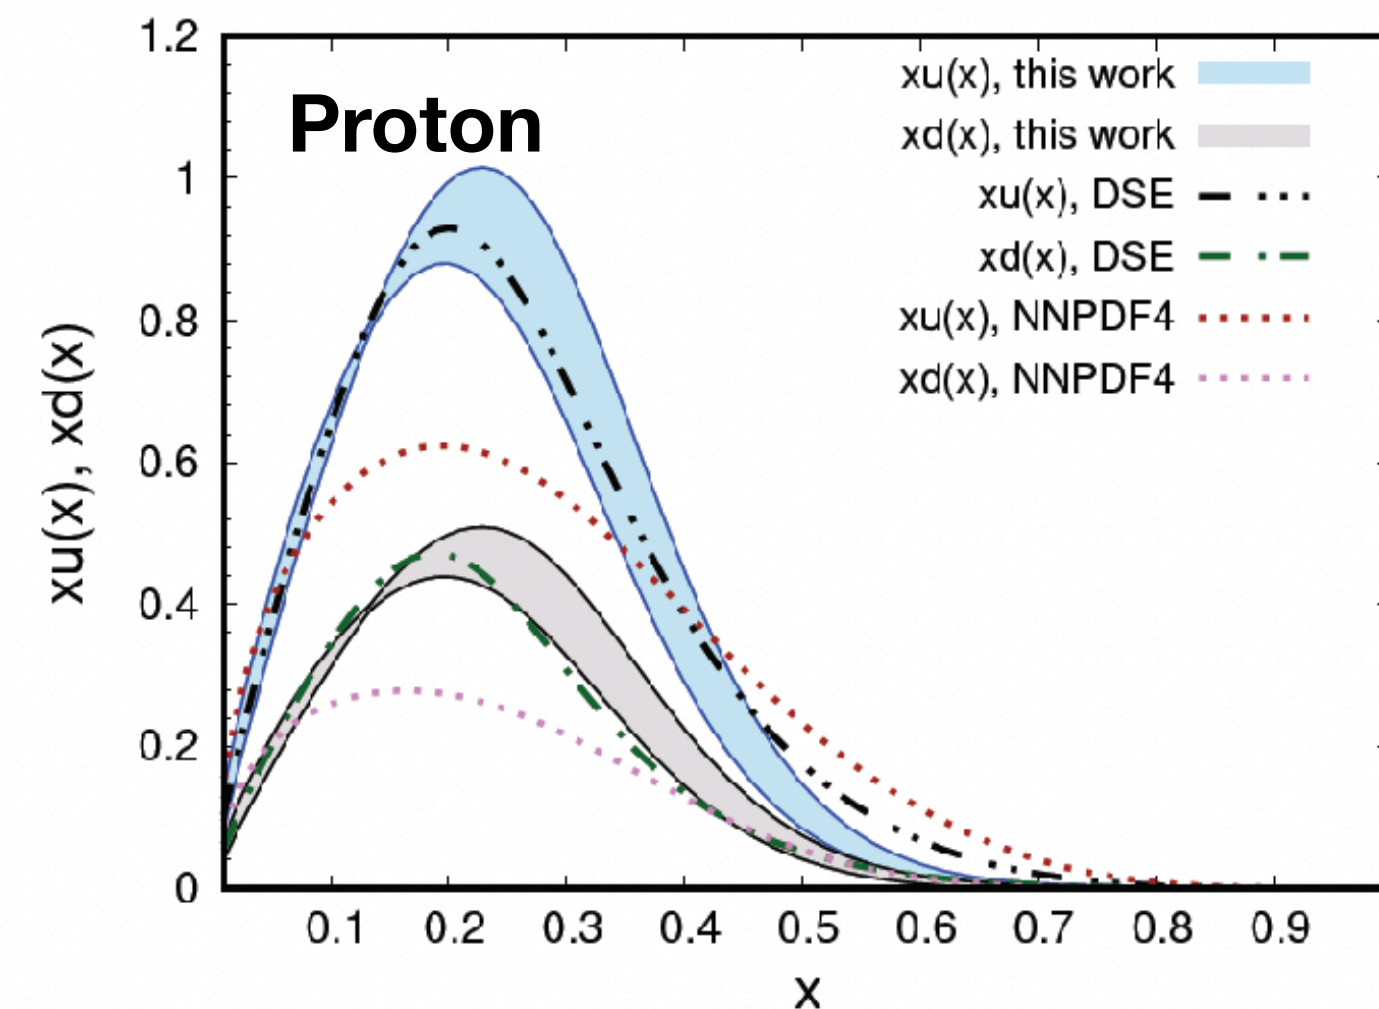 Proton
xu(x), this work
xd(x), this work
xu(x), DSE
xd(x), DSE
xu(x), NNPDF4
xd(x), NNPDF4
xu(x), xd(x)
1.2
1
0.8
0.6
0.4
0.2
0
0.1 0.2 0.3 0.4 0.5 0.6 0.7 0.8 0.9
x